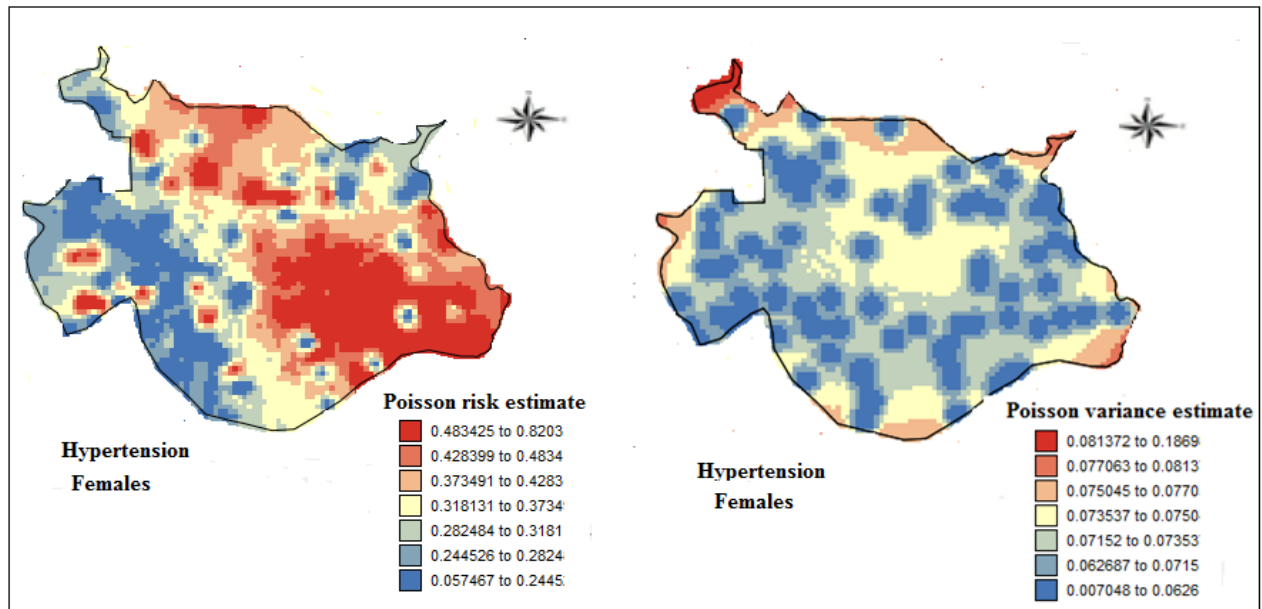 Poisson risk estimate
0.483425 to 0.8203
0.428399 to 0.4834
0.373491 to 0.4283
0.318131 to 0.3734
0.282484 to 0.3181
0.244526 to 0.2824
0.057467 to 0.2445
Hypertension
Females
Poisson variance estimate
0.081372 to 0.1869
0.077063 to 0.0813
0.075045 to 0.0770
0.073537 to 0.0750
0.07152 to 0.07353
0.062687 to 0.0715
0.007048 to 0.0626
Hypertension
Females